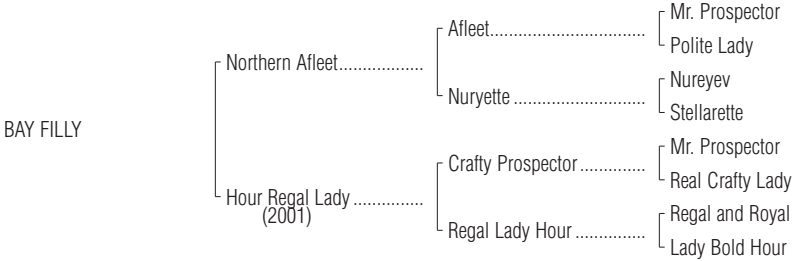 Mr. Prospector
Afleet................................
Polite Lady
Northern Afleet..................
Nureyev
Nuryette ...........................
Stellarette
BAY FILLY
Mr. Prospector
Crafty Prospector..............
Real Crafty Lady
Hour Regal Lady ...............
(2001)
Regal and Royal
Regal Lady Hour ...............
Lady Bold Hour